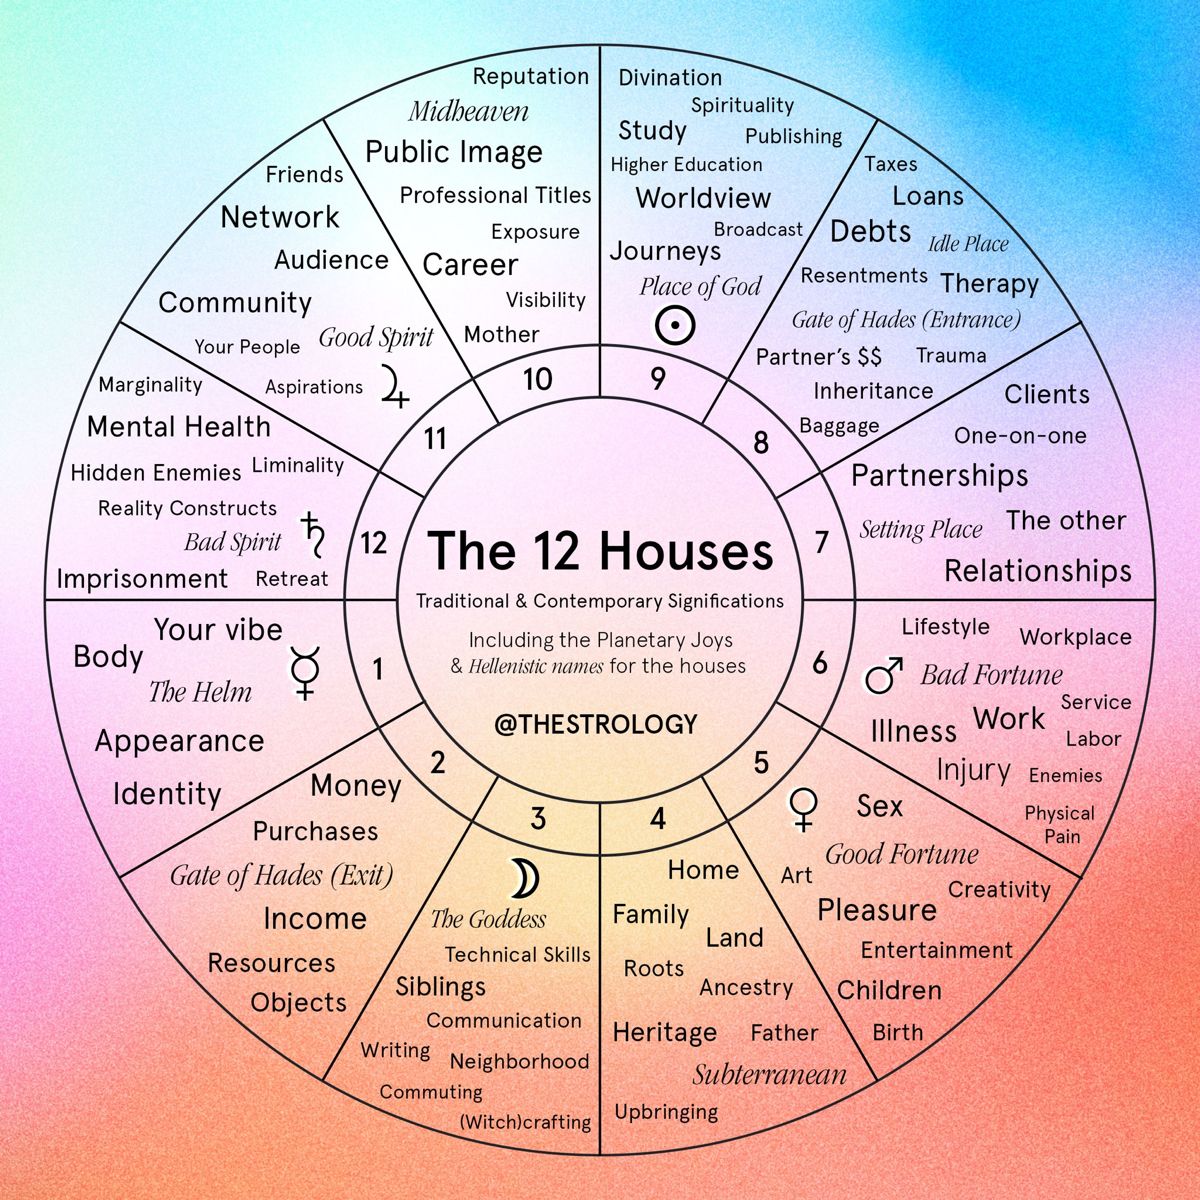 The 12 Houses
Traditional & Contemporary Significations
Including the Planetary Joys
& Hellenistic names for the houses
@THESTROLOGY
1
Your vibe
Body
The Helm
Appearance
Identity
2
Money
Purchases
Gate of Hades (Exit)
Income
Resources
Objects
3
The Goddess
Technical Skills
Siblings
Communication
Writing
Neighborhood
Commuting
(Witch)crafting
4
Home
Family
Land
Roots
Ancestry
Heritage
Father
Subterranean
Upbringing
5
Sex
Good Fortune
Art
Creativity
Pleasure
Entertainment
Children
Birth
6
Lifestyle
Workplace
Bad Fortune
Service
Illness
Work
Labor
Injury
Enemies
Physical
Pain
7
Clients
One-on-one
Partnerships
Setting Place
The other
Relationships
8
Taxes
Loans
Debts
Idle Place
Resentments
Therapy
Gate of Hades (Entrance)
Partner's $$
Trauma
Inheritance
Baggage
9
Divination
Spirituality
Study
Publishing
Higher Education
Worldview
Broadcast
Journeys
Place of God
10
Reputation
Midheaven
Public Image
Professional Titles
Exposure
Career
Visibility
Mother
11
Friends
Network
Audience
Community
Good Spirit
Your People
Aspirations
12
Marginality
Mental Health
Hidden Enemies
Liminality
Reality Constructs
Bad Spirit
Imprisonment
Retreat